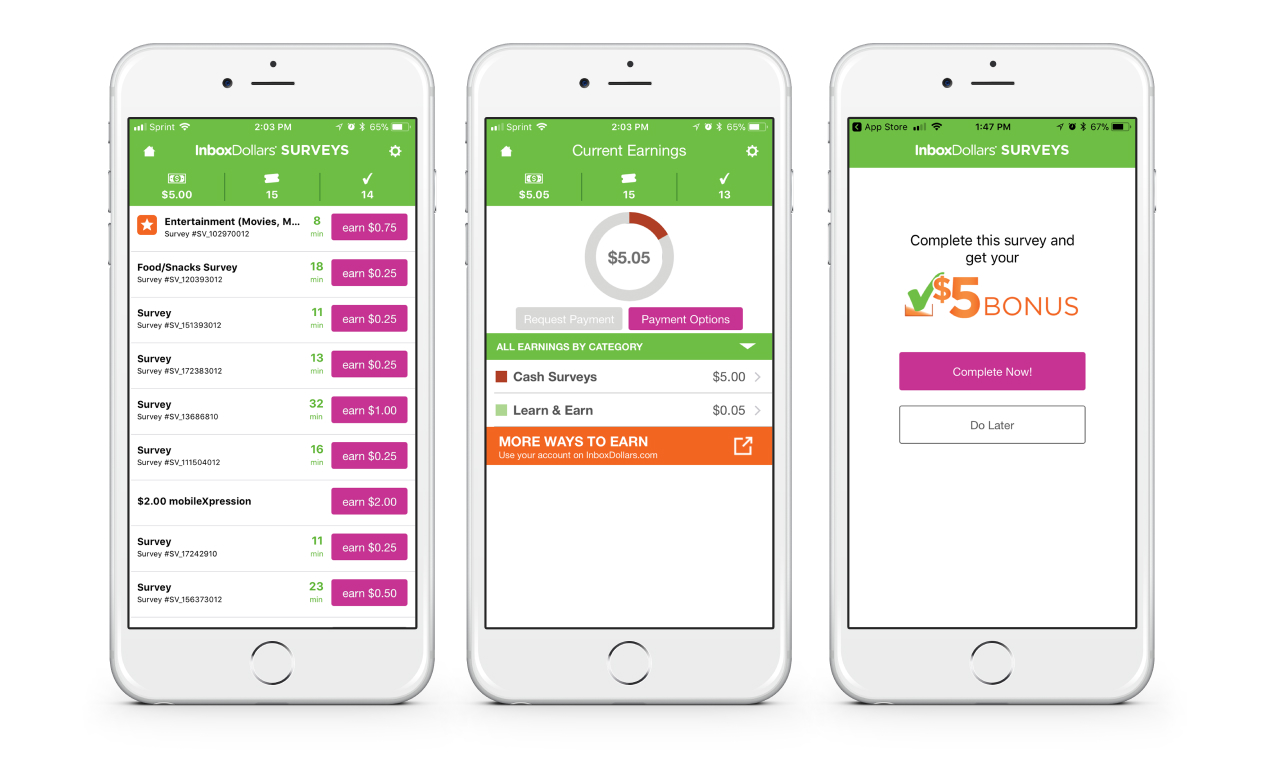 Sprint 2:03 PM 65%
InboxDollars' SURVEYS
$5.00 15 14
Entertainment (Movies, M... 8 earn $0.75
Survey #SV_102970012 min
Food/Snacks Survey 18 earn $0.25
Survey #SV_120393012 min
Survey 11 earn $0.25
Survey #SV_151393012 min
Survey 13 earn $0.25
Survey #SV_172383012 min
Survey 32 earn $1.00
Survey #SV_13686810 min
Survey 16 earn $0.25
Survey #SV_111504012 min
$2.00 mobileXpression earn $2.00
Survey 11 earn $0.25
Survey #SV_17242910 min
Survey 23 earn $0.50
Survey #SV_156373012 min
Sprint 2:03 PM 65%
Current Earnings
$5.05 15 13
$5.05
Request Payment Payment Options
ALL EARNINGS BY CATEGORY
Cash Surveys $5.00
Learn & Earn $0.05
MORE WAYS TO EARN
Use your account on InboxDollars.com
App Store 1:47 PM 67%
InboxDollars' SURVEYS
Complete this survey and
get your
$5 BONUS
Complete Now!
Do Later